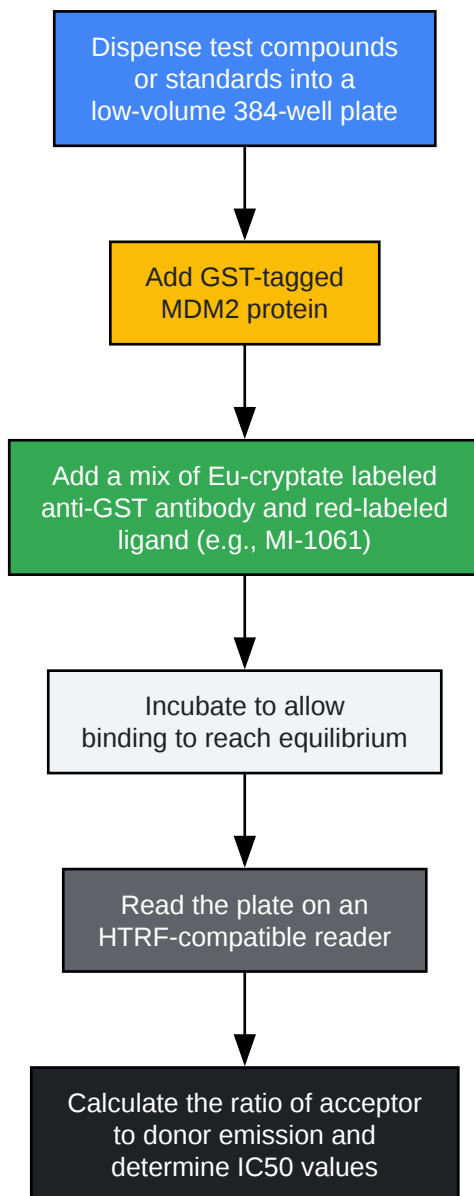 Dispense test compounds
or standards into a
low-volume 384-well plate
Add GST-tagged
MDM2 protein
Add a mix of Eu-cryptate labeled
anti-GST antibody and red-labeled
ligand (e.g., MI-1061)
Incubate to allow
binding to reach equilibrium
Read the plate on an
HTRF-compatible reader
Calculate the ratio of acceptor
to donor emission and
determine IC50 values